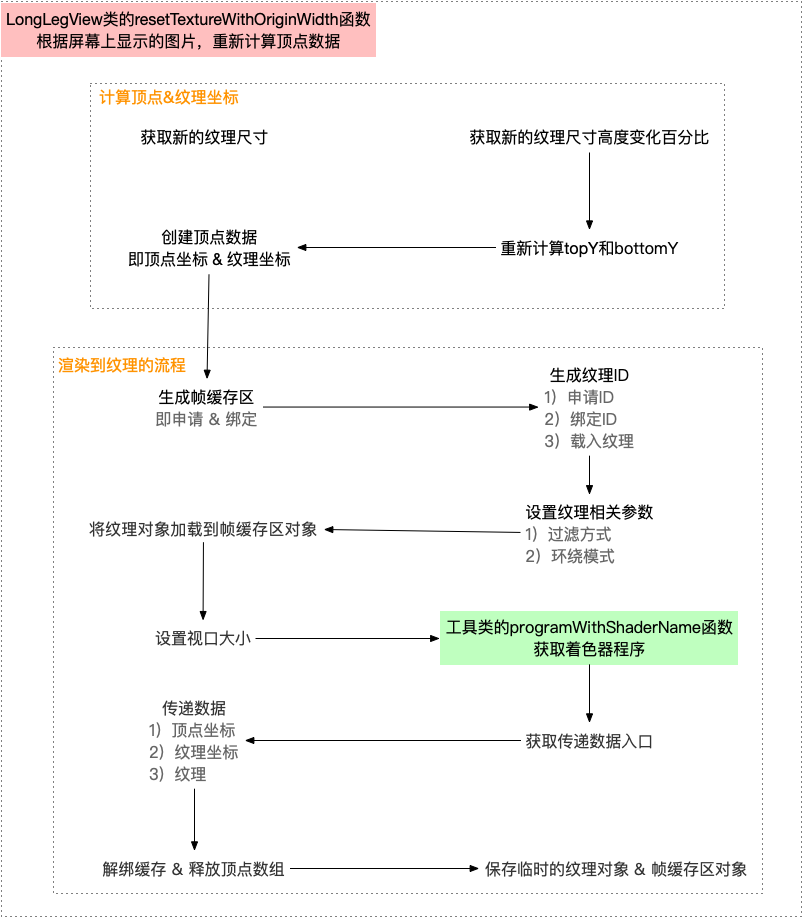 LongLegView类的resetTextureWithOriginWidth函数
根据屏幕上显示的图片，重新计算顶点数据
计算顶点&纹理坐标
获取新的纹理尺寸
获取新的纹理尺寸高度变化百分比
重新计算topY和bottomY
创建顶点数据
即顶点坐标 & 纹理坐标
渲染到纹理的流程
生成帧缓存区
即申请 & 绑定
生成纹理ID
1）申请ID
2）绑定ID
3）载入纹理
设置纹理相关参数
1）过滤方式
2）环绕模式
将纹理对象加载到帧缓存区对象
设置视口大小
工具类的programWithShaderName函数
获取着色器程序
获取传递数据入口
传递数据
1）顶点坐标
2）纹理坐标
3）纹理
解绑缓存 & 释放顶点数组
保存临时的纹理对象 & 帧缓存区对象